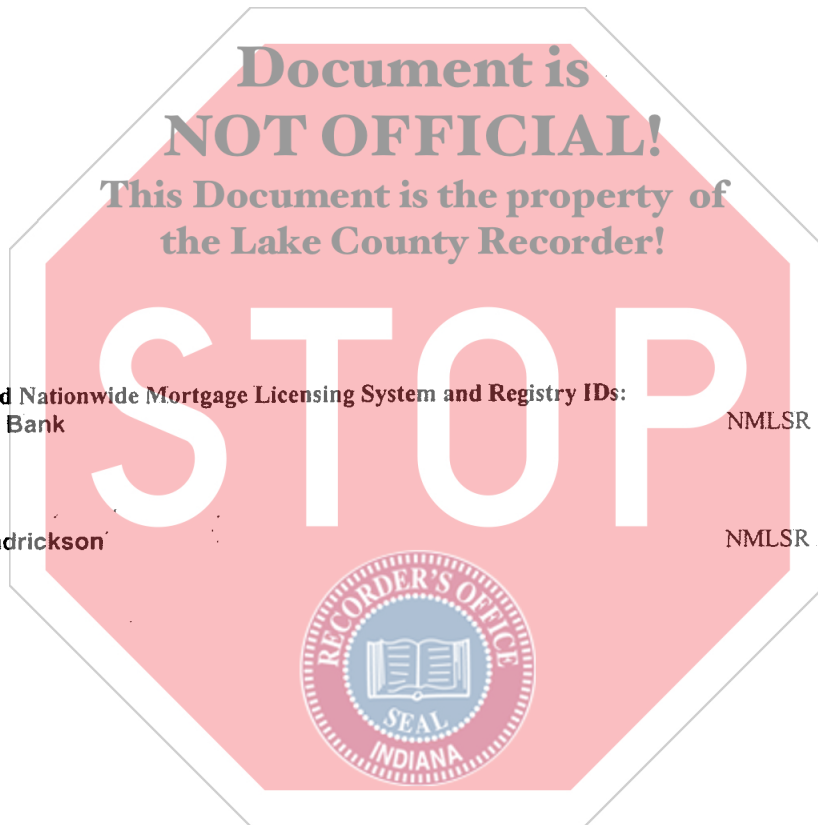 Document is
NOT OFFICIAL!
This Document is the property of
the Lake County Recorder!
STOP
d Nationwide Mortgage Licensing System and Registry IDs:
Bank NMLSR
drickson NMLSR
RECORDER'S OFFICE
SEAL
INDIANA